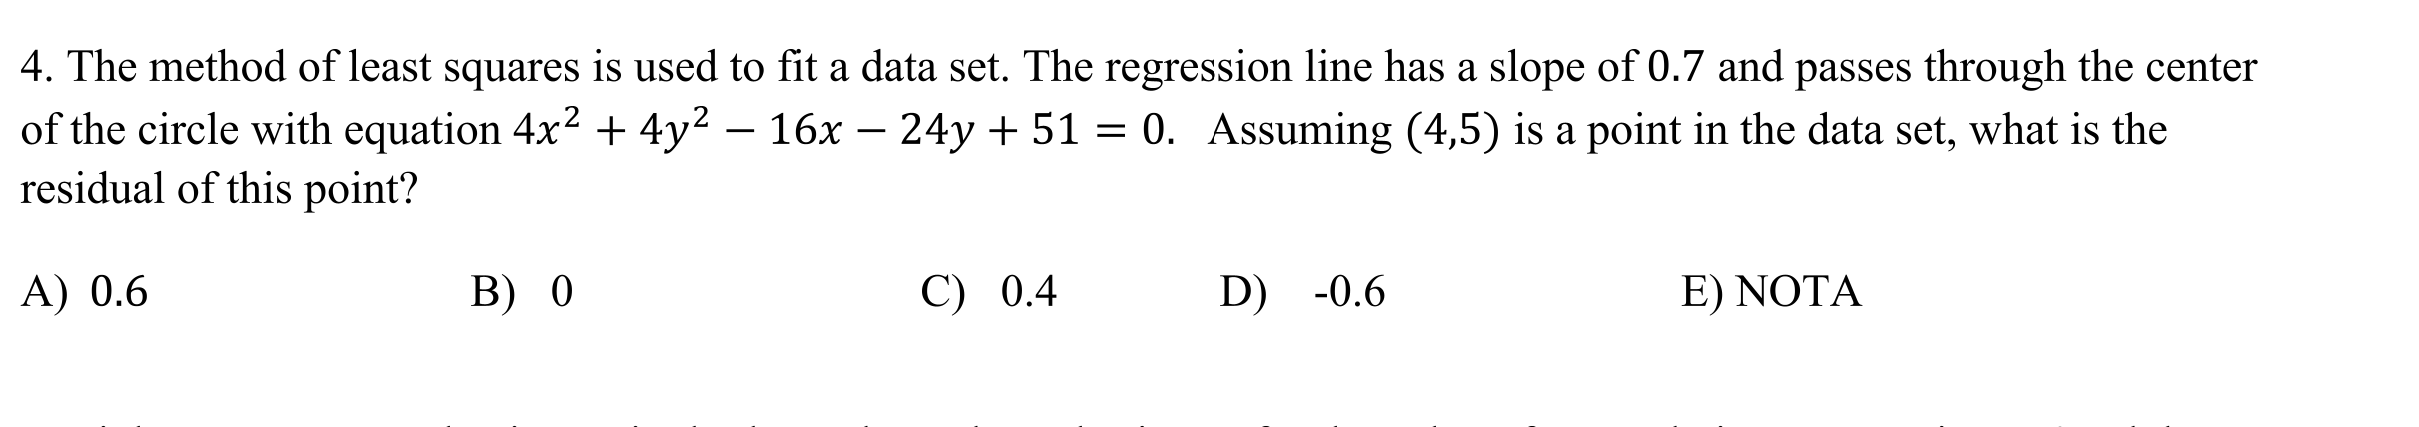 4. The method of least squares is used to fit a data set. The regression line has a slope of 0.7 and passes through the center
of the circle with equation 4x² + 4y² − 16x − 24y + 51 = 0. Assuming (4,5) is a point in the data set, what is the
residual of this point?
A) 0.6 B) 0 C) 0.4 D) -0.6 E) NOTA